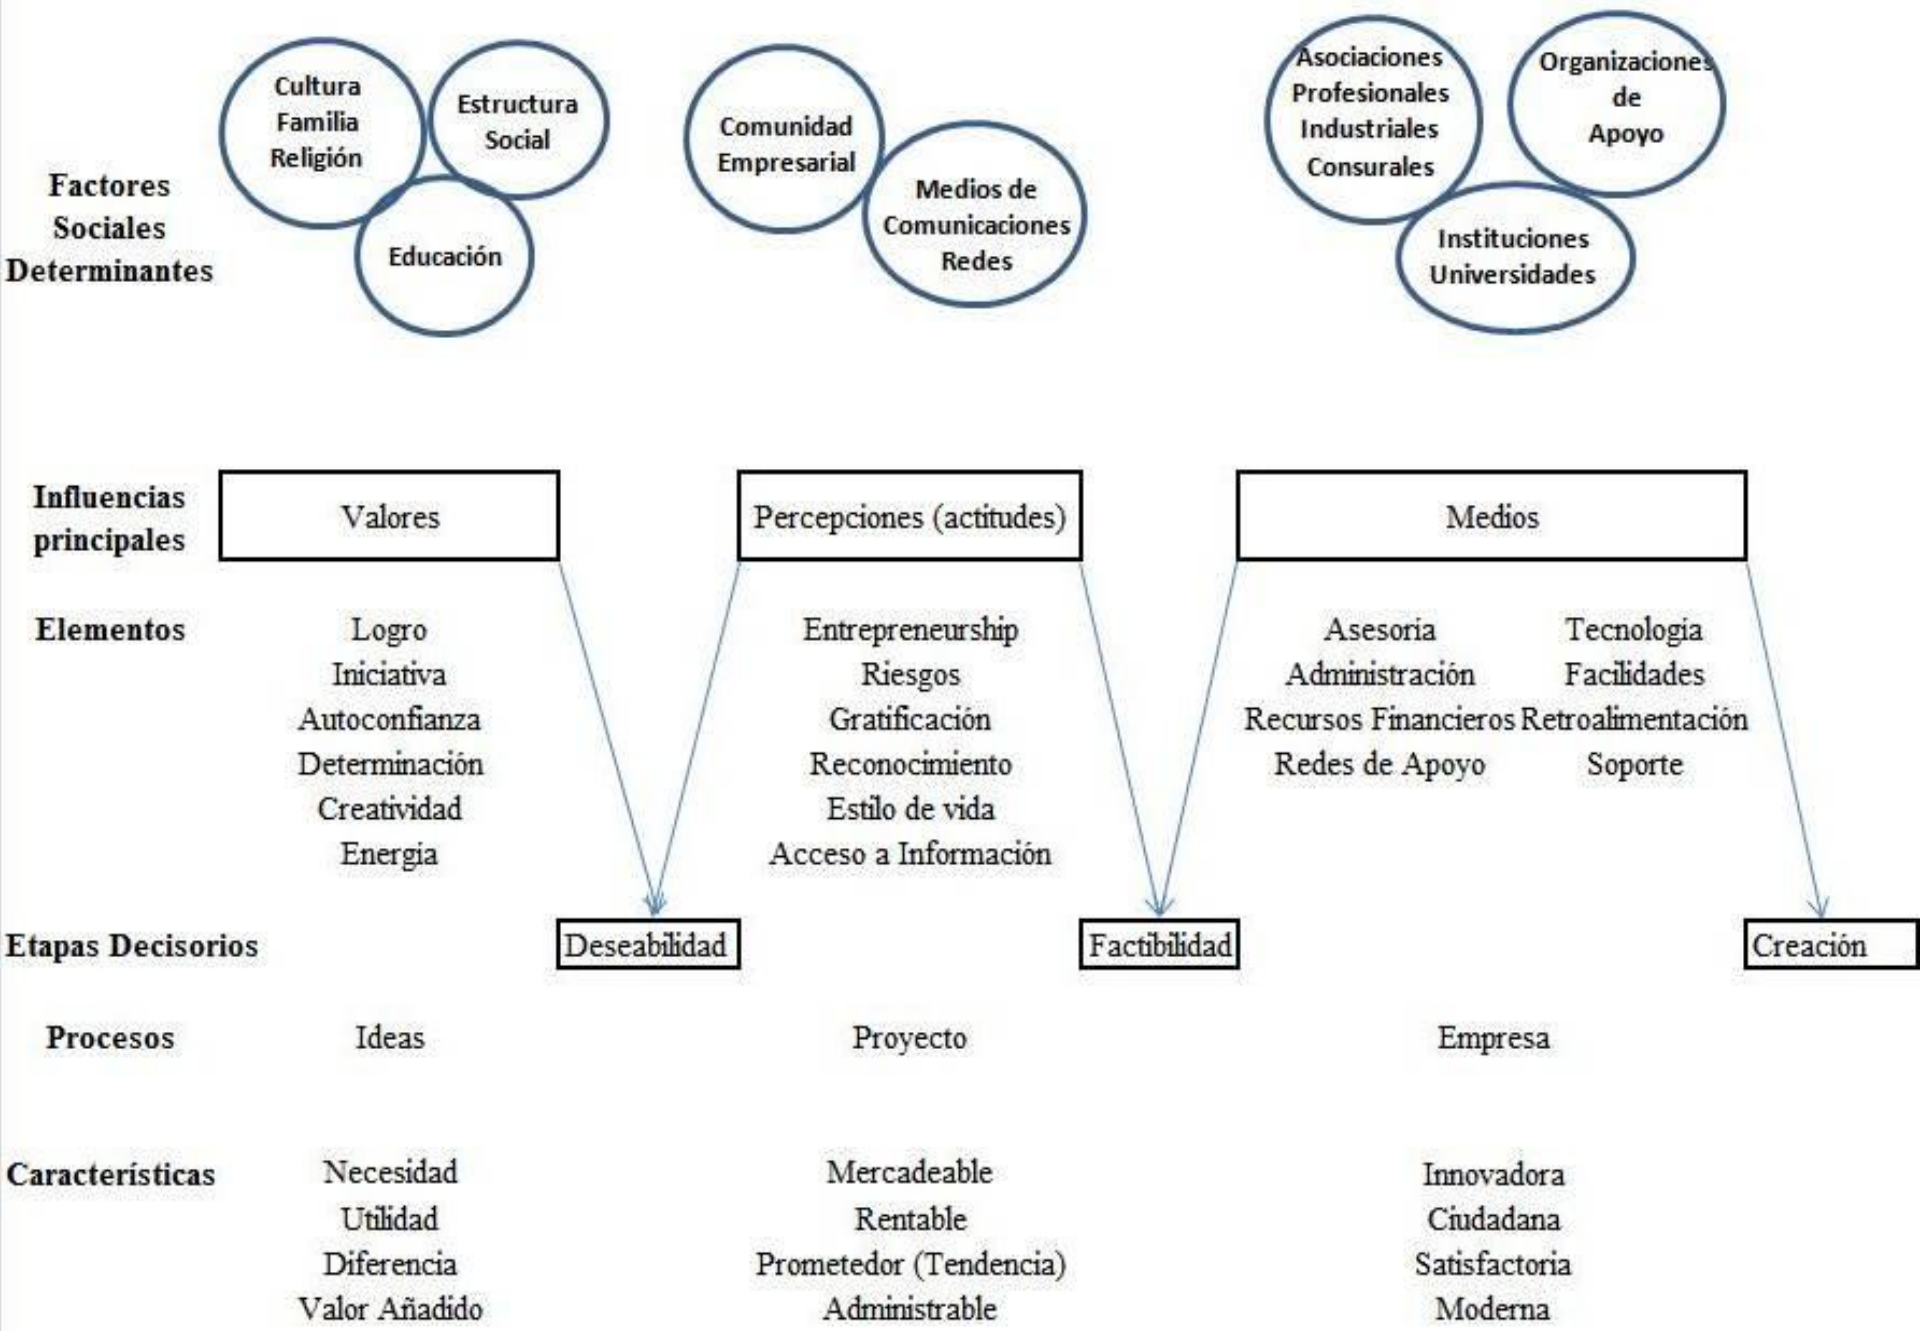 Cultura
Familia
Religión
Estructura
Social
Educación
Comunidad
Empresarial
Medios de
Comunicaciones
Redes
Asociaciones
Profesionales
Industriales
Consurales
Organizaciones
de
Apoyo
Instituciones
Universidades
Factores
Sociales
Determinantes
Influencias
principales
Valores
Percepciones (actitudes)
Medios
Elementos
Logro
Iniciativa
Autoconfianza
Determinación
Creatividad
Energia
Entrepreneurship
Riesgos
Gratificación
Reconocimiento
Estilo de vida
Acceso a Información
Asesoria
Administración
Recursos Financieros
Redes de Apoyo
Tecnologia
Facilidades
Retroalimentación
Soporte
Etapas Decisorios
Deseabilidad
Factibilidad
Creación
Procesos
Ideas
Proyecto
Empresa
Características
Necesidad
Utilidad
Diferencia
Valor Añadido
Mercadeable
Rentable
Prometedor (Tendencia)
Administrable
Innovadora
Ciudadana
Satisfactoria
Moderna